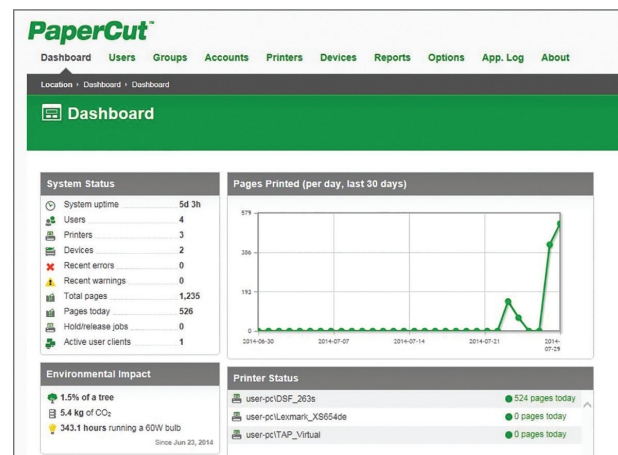 PaperCut™
Dashboard Users Groups Accounts Printers Devices Reports Options App. Log About
Location › Dashboard › Dashboard
Dashboard
System Status
System uptime 5d 3h
Users 4
Printers 3
Devices 2
Recent errors 0
Recent warnings 0
Total pages 1,235
Pages today 526
Hold/release jobs 0
Active user clients 1
Pages Printed (per day, last 30 days)
579
386
192
0
2014-06-30 2014-07-07 2014-07-14 2014-07-21 2014-
07-29
Environmental Impact
1.5% of a tree
5.4 kg of CO₂
343.1 hours running a 60W bulb
Since Jun 23, 2014
Printer Status
user-pc\DSF_263s 524 pages today
user-pc\Lexmark_XS654de 0 pages today
user-pc\TAP_Virtual 0 pages today